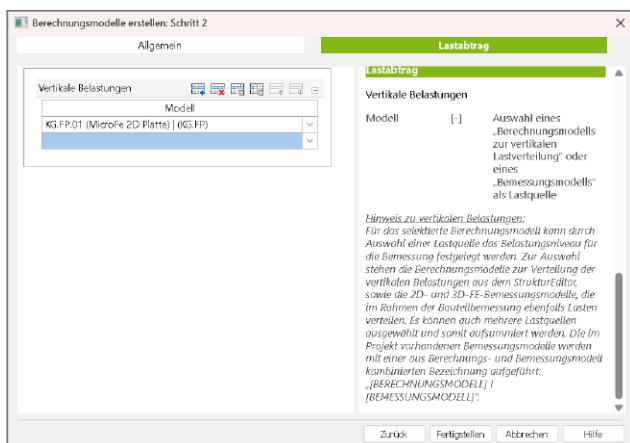 Berechnungsmodelle erstellen: Schritt 2
Allgemein
Lastabtrag
Vertikale Belastungen
Modell
KG.FP.01 (MicroFe 2D Platte) | (KG.FP)
Lastabtrag
Vertikale Belastungen
Modell [-] Auswahl eines
„Berechnungsmodells
zur vertikalen
Lastverteilung" oder
eines
„Bemessungsmodells"
als Lastquelle
Hinweis zu vertikalen Belastungen:
Für das selektierte Berechnungsmodell kann durch
Auswahl einer Lastquelle das Belastungsniveau für
die Bemessung festgelegt werden. Zur Auswahl
stehen die Berechnungsmodelle zur Verteilung der
vertikalen Belastungen aus dem StrukturEditor,
sowie die 2D- und 3D-FE-Bemessungsmodelle, die
im Rahmen der Bauteilbemessung ebenfalls Lasten
verteilen. Es können auch mehrere Lastquellen
ausgewählt und somit aufsummiert werden. Die im
Projekt vorhandenen Bemessungsmodelle werden
mit einer aus Berechnungs- und Bemessungsmodell
kombinierten Bezeichnung aufgeführt:
„[BERECHNUNGSMODELL] |
[BEMESSUNGSMODELL]".
Zurück
Fertigstellen
Abbrechen
Hilfe